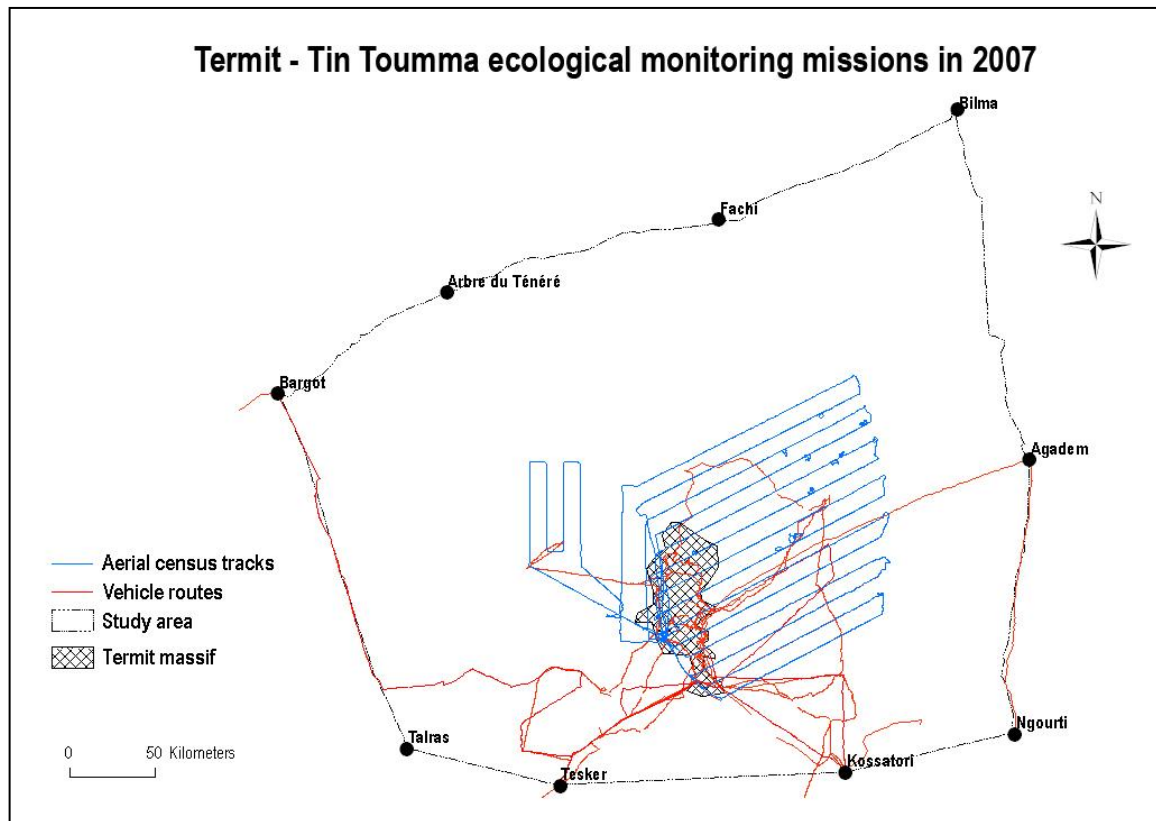 Termit - Tin Toumma ecological monitoring missions in 2007
Bilma
N
Fachi
Arbre du Ténéré
Bargot
Agadem
Aerial census tracks
Vehicle routes
Study area
Termit massif
Ngourti
Talras
0 50 Kilometers
Kossatori
Tesker